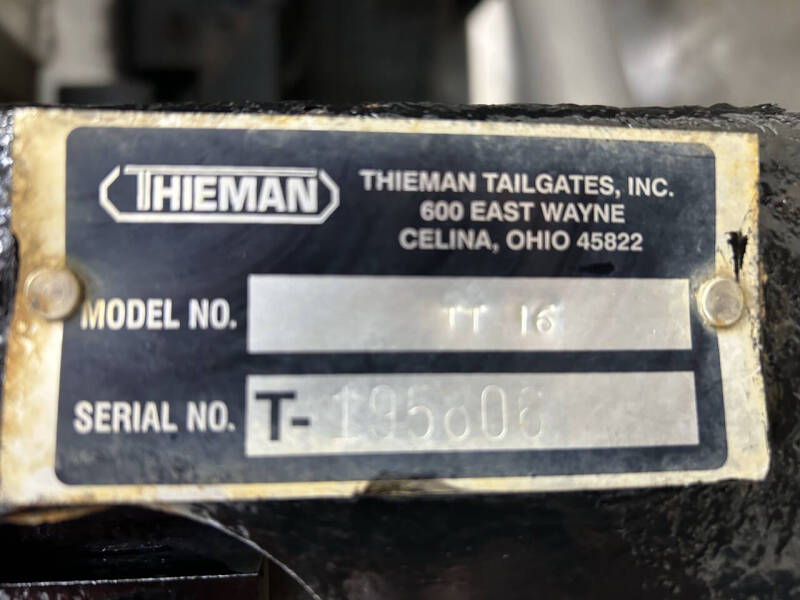 THIEMAN
THIEMAN TAILGATES, INC.
600 EAST WAYNE
CELINA, OHIO 45822
MODEL NO. TT 16
SERIAL NO. T-195806